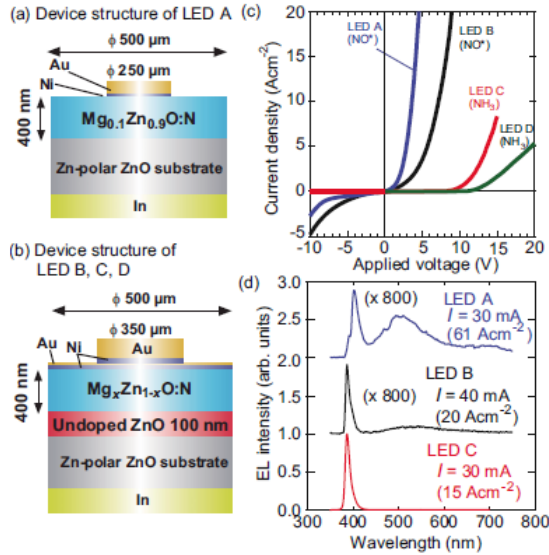 (a) Device structure of LED A
ϕ 500 µm
Au
ϕ 250 µm
Ni
400 nm
Mg0.1Zn0.9O:N
Zn-polar ZnO substrate
In
(b) Device structure of
LED B, C, D
ϕ 500 µm
Au
Ni
ϕ 350 µm
Au
400 nm
MgxZn1-xO:N
Undoped ZnO 100 nm
Zn-polar ZnO substrate
In
(c)
Current density (Acm-2)
20
15
10
5
0
-5
LED A
(NO*)
LED B
(NO*)
LED C
(NH3)
LED D
(NH3)
-10 -5 0 5 10 15 20
Applied voltage (V)
(d)
EL intensity (arb. units)
3.0
2.5
2.0
1.5
1.0
0.5
0.0
(x 800)
LED A
I = 30 mA
(61 Acm-2)
(x 800)
LED B
I = 40 mA
(20 Acm-2)
LED C
I = 30 mA
(15 Acm-2)
300 400 500 600 700 800
Wavelength (nm)